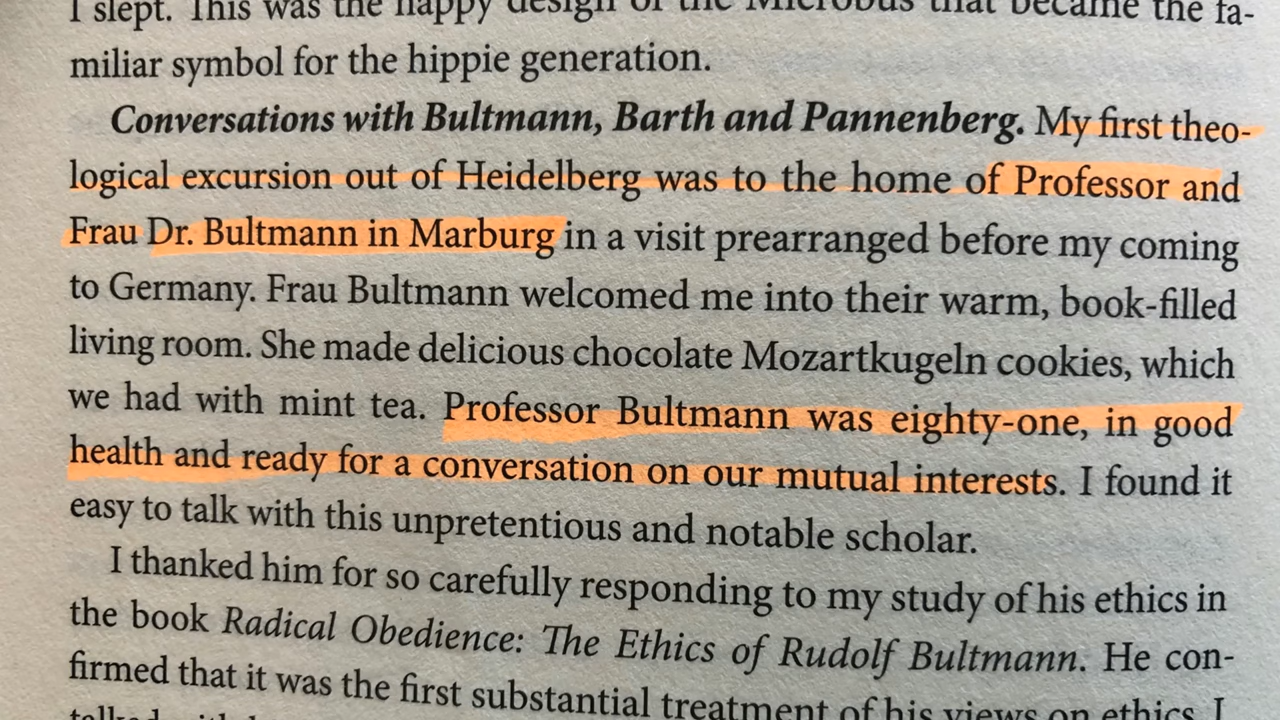 I slept. This was the happy design of the Microbus that became the fa-
miliar symbol for the hippie generation.
Conversations with Bultmann, Barth and Pannenberg. My first theo-
logical excursion out of Heidelberg was to the home of Professor and
Frau Dr. Bultmann in Marburg in a visit prearranged before my coming
to Germany. Frau Bultmann welcomed me into their warm, book-filled
living room. She made delicious chocolate Mozartkugeln cookies, which
we had with mint tea. Professor Bultmann was eighty-one, in good
health and ready for a conversation on our mutual interests. I found it
easy to talk with this unpretentious and notable scholar.
I thanked him for so carefully responding to my study of his ethics in
the book Radical Obedience: The Ethics of Rudolf Bultmann. He con-
firmed that it was the first substantial treatment of his views on ethics. I